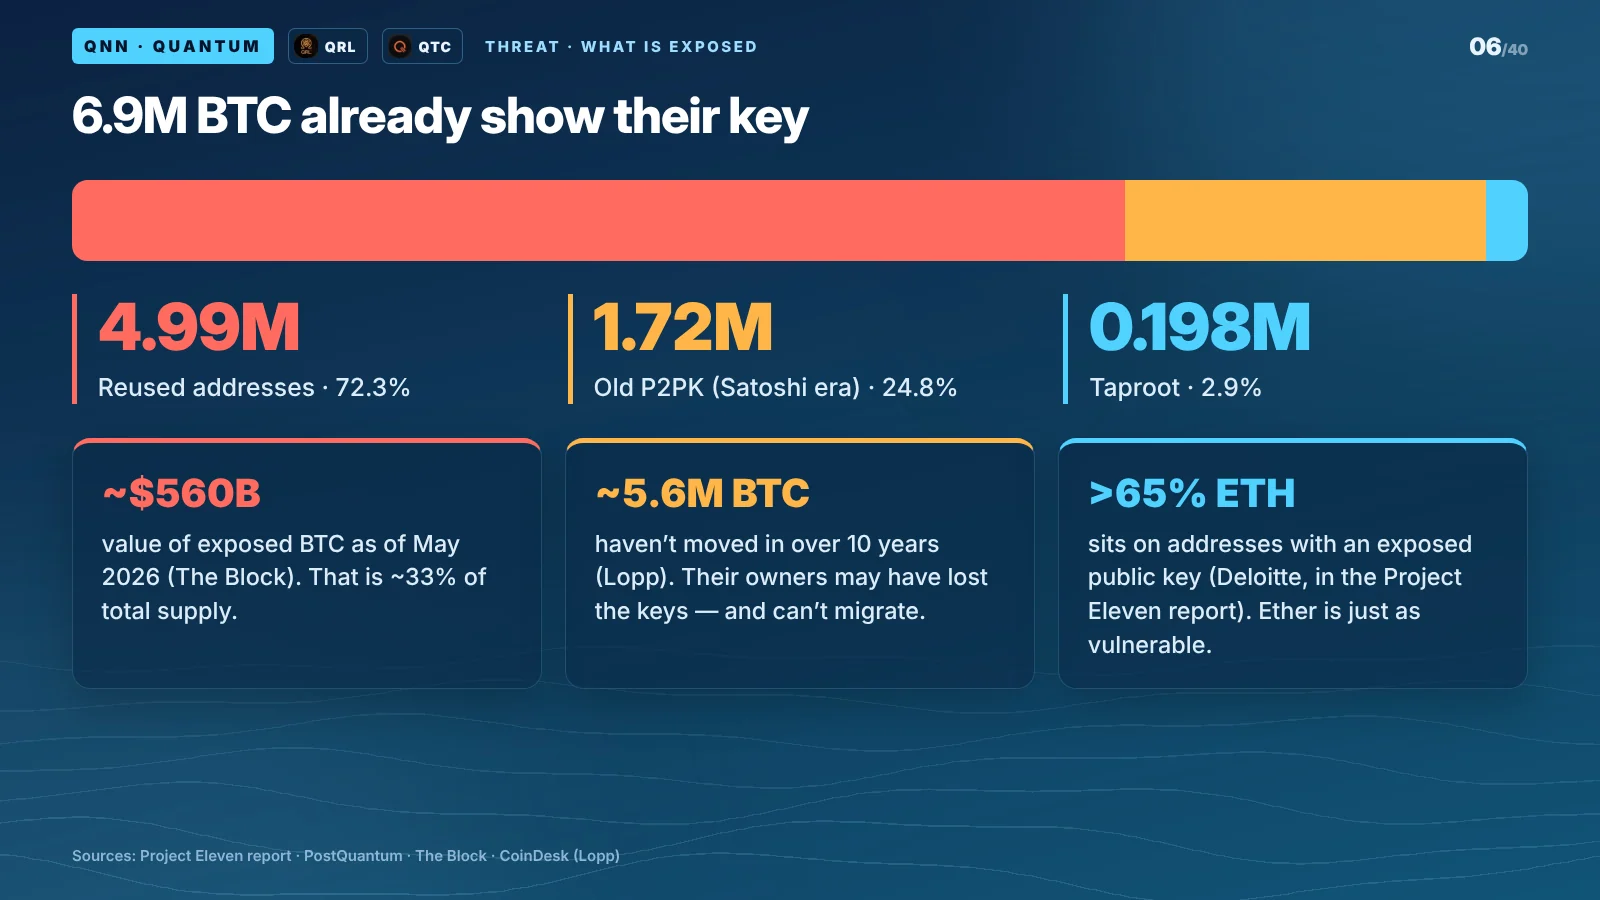 QNN · QUANTUM
QRL
QRL
QTC
THREAT · WHAT IS EXPOSED
06/40
6.9M BTC already show their key
4.99M
Reused addresses · 72.3%
1.72M
Old P2PK (Satoshi era) · 24.8%
0.198M
Taproot · 2.9%
~$560B
value of exposed BTC as of May
2026 (The Block). That is ~33% of
total supply.
~5.6M BTC
haven’t moved in over 10 years
(Lopp). Their owners may have lost
the keys — and can’t migrate.
>65% ETH
sits on addresses with an exposed
public key (Deloitte, in the Project
Eleven report). Ether is just as
vulnerable.
Sources: Project Eleven report · PostQuantum · The Block · CoinDesk (Lopp)